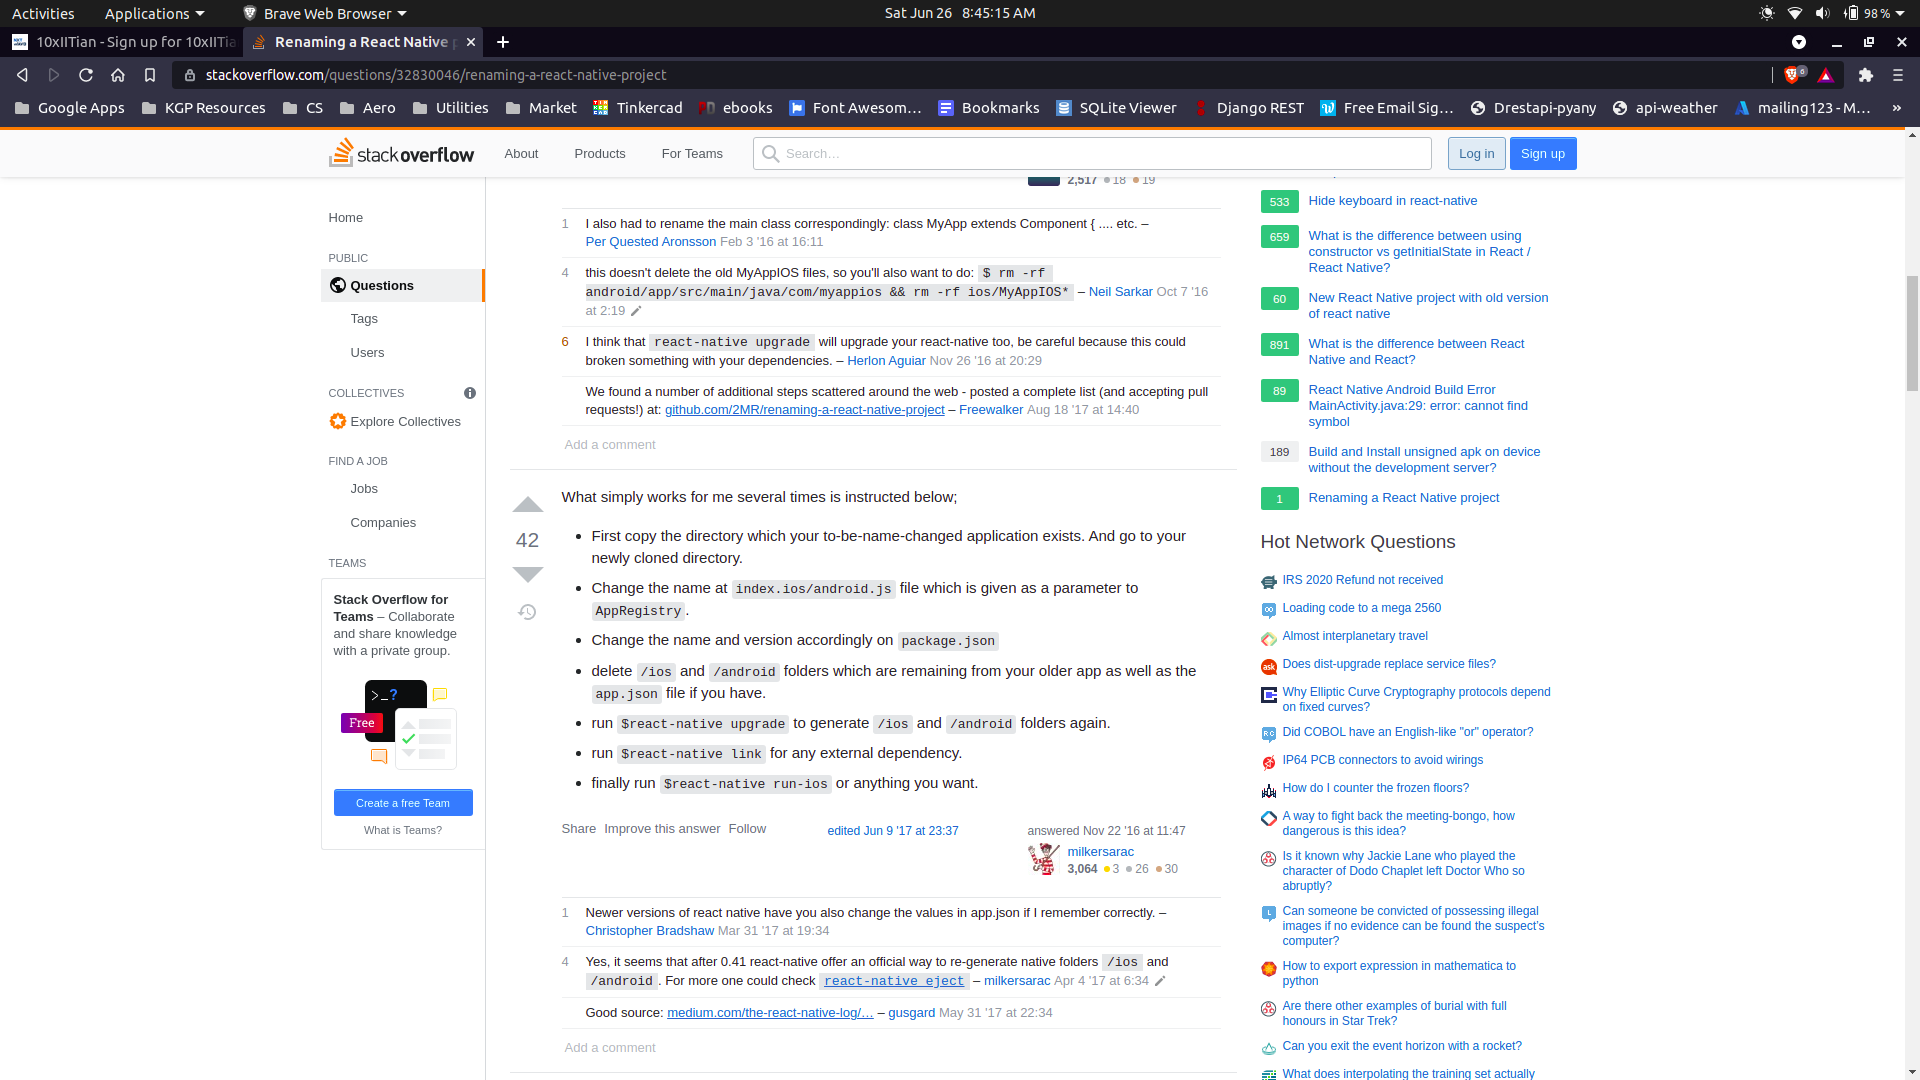 Activities
Applications
Brave Web Browser
Sat Jun 26 8:45:15 AM
98 %
10xIITian - Sign up for 10xIITia
Renaming a React Native p
stackoverflow.com/questions/32830046/renaming-a-react-native-project
Google Apps
KGP Resources
CS
Aero
Utilities
Market
Tinkercad
ebooks
Font Awesom…
Bookmarks
SQLite Viewer
Django REST
Free Email Sig…
Drestapi-pyany
api-weather
mailing123 - M…
»
stackoverflow
About
Products
For Teams
Search…
Log in
Sign up
Home
PUBLIC
Questions
Tags
Users
COLLECTIVES
Explore Collectives
FIND A JOB
Jobs
Companies
TEAMS
Stack Overflow for
Teams – Collaborate
and share knowledge
with a private group.
>_?
Free
Create a free Team
What is Teams?
2,517 18 19
1 I also had to rename the main class correspondingly: class MyApp extends Component { .... etc. –
Per Quested Aronsson Feb 3 '16 at 16:11
4 this doesn't delete the old MyAppIOS files, so you'll also want to do: $ rm -rf
android/app/src/main/java/com/myappios && rm -rf ios/MyAppIOS* – Neil Sarkar Oct 7 '16
at 2:19
6 I think that react-native upgrade will upgrade your react-native too, be careful because this could
broken something with your dependencies. – Herlon Aguiar Nov 26 '16 at 20:29
We found a number of additional steps scattered around the web - posted a complete list (and accepting pull
requests!) at: github.com/2MR/renaming-a-react-native-project – Freewalker Aug 18 '17 at 14:40
Add a comment
42
What simply works for me several times is instructed below;
• First copy the directory which your to-be-name-changed application exists. And go to your
newly cloned directory.
• Change the name at index.ios/android.js file which is given as a parameter to
AppRegistry.
• Change the name and version accordingly on package.json
• delete /ios and /android folders which are remaining from your older app as well as the
app.json file if you have.
• run $react-native upgrade to generate /ios and /android folders again.
• run $react-native link for any external dependency.
• finally run $react-native run-ios or anything you want.
Share Improve this answer Follow
edited Jun 9 '17 at 23:37
answered Nov 22 '16 at 11:47
milkersarac
3,064 3 26 30
1 Newer versions of react native have you also change the values in app.json if I remember correctly. –
Christopher Bradshaw Mar 31 '17 at 19:34
4 Yes, it seems that after 0.41 react-native offer an official way to re-generate native folders /ios and
/android. For more one could check react-native eject – milkersarac Apr 4 '17 at 6:34
Good source: medium.com/the-react-native-log/… – gusgard May 31 '17 at 22:34
Add a comment
533 Hide keyboard in react-native
659 What is the difference between using
constructor vs getInitialState in React /
React Native?
60 New React Native project with old version
of react native
891 What is the difference between React
Native and React?
89 React Native Android Build Error
MainActivity.java:29: error: cannot find
symbol
189 Build and Install unsigned apk on device
without the development server?
1 Renaming a React Native project
Hot Network Questions
IRS 2020 Refund not received
Loading code to a mega 2560
Almost interplanetary travel
Does dist-upgrade replace service files?
Why Elliptic Curve Cryptography protocols depend
on fixed curves?
Did COBOL have an English-like "or" operator?
IP64 PCB connectors to avoid wirings
How do I counter the frozen floors?
A way to fight back the meeting-bongo, how
dangerous is this idea?
Is it known why Jackie Lane who played the
character of Dodo Chaplet left Doctor Who so
abruptly?
Can someone be convicted of possessing illegal
images if no evidence can be found the suspect's
computer?
How to export expression in mathematica to
python
Are there other examples of burial with full
honours in Star Trek?
Can you exit the event horizon with a rocket?
What does interpolating the training set actually